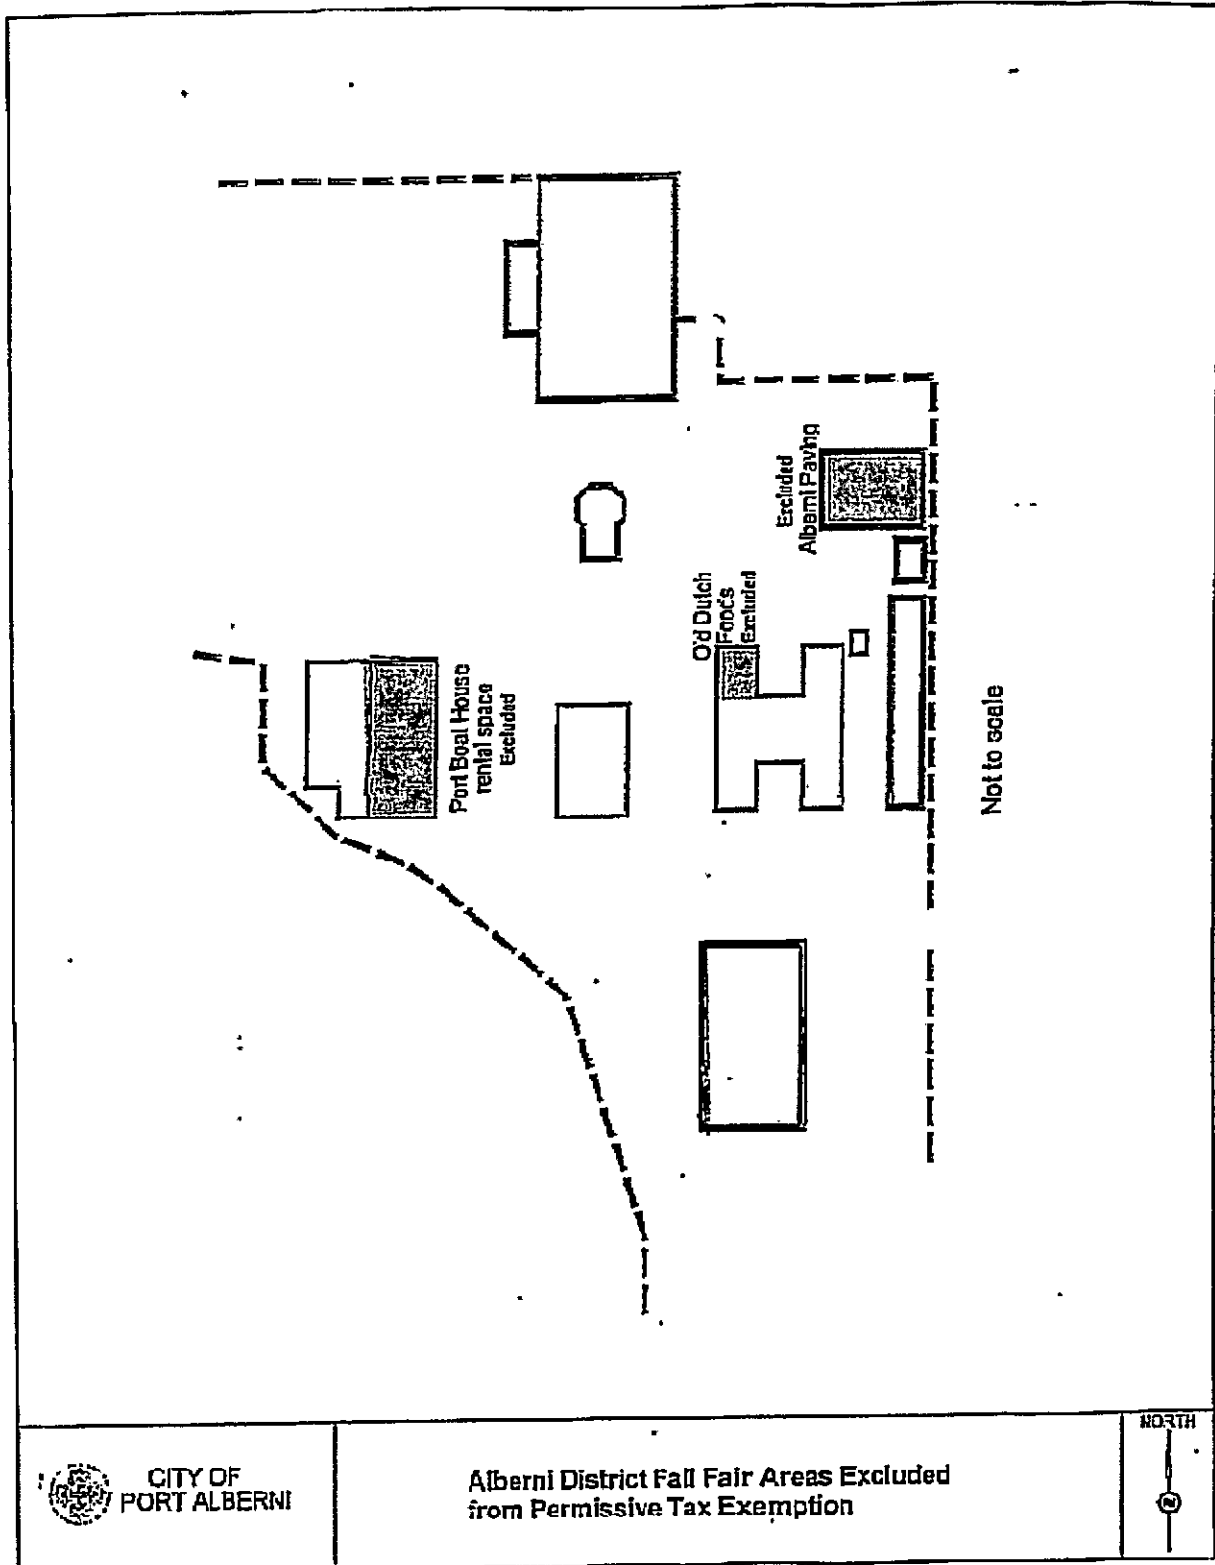 Excluded
Alberni Paving
Old Dutch
Foods
Excluded
Port Boat House
rental space
Excluded
Not to scale
CITY OF
PORT ALBERNI
Alberni District Fall Fair Areas Excluded
from Permissive Tax Exemption
NORTH